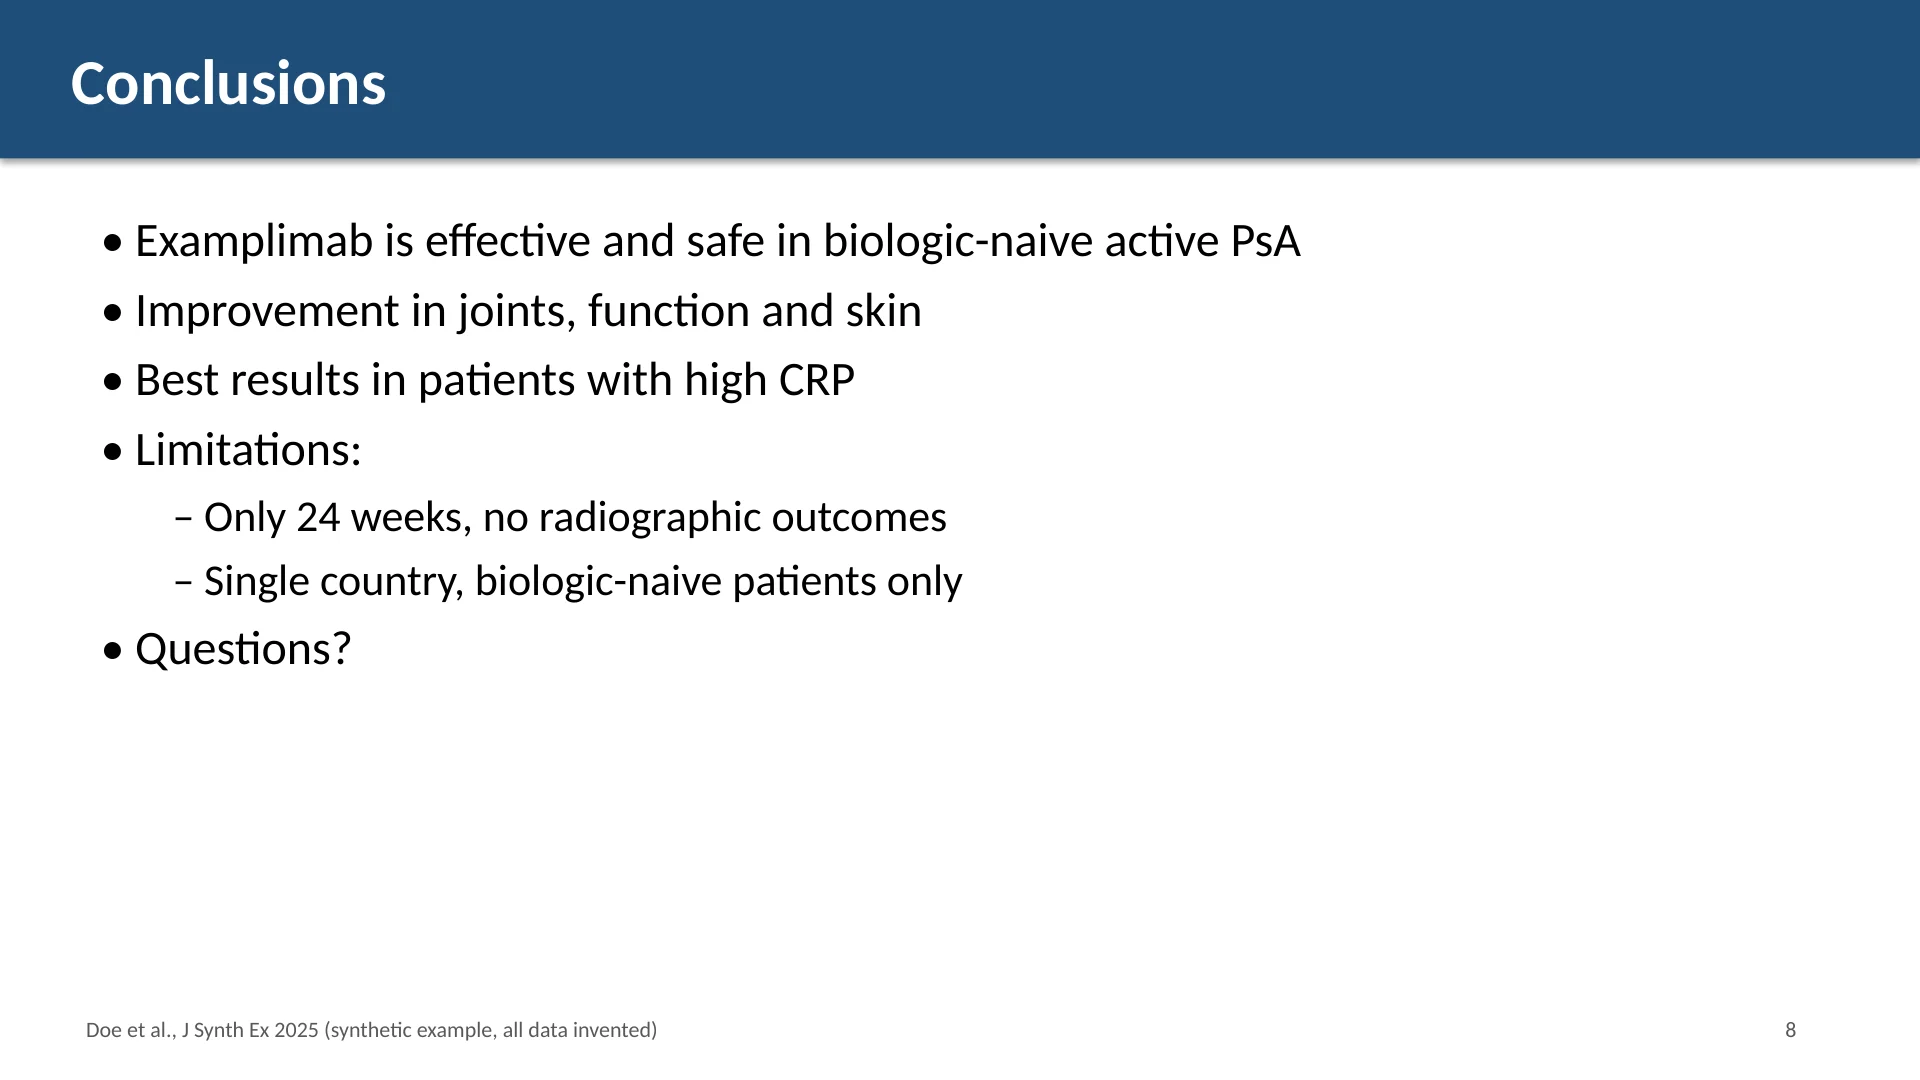 Conclusions
• Examplimab is effective and safe in biologic-naive active PsA
• Improvement in joints, function and skin
• Best results in patients with high CRP
• Limitations:
– Only 24 weeks, no radiographic outcomes
– Single country, biologic-naive patients only
• Questions?
Doe et al., J Synth Ex 2025 (synthetic example, all data invented)
8